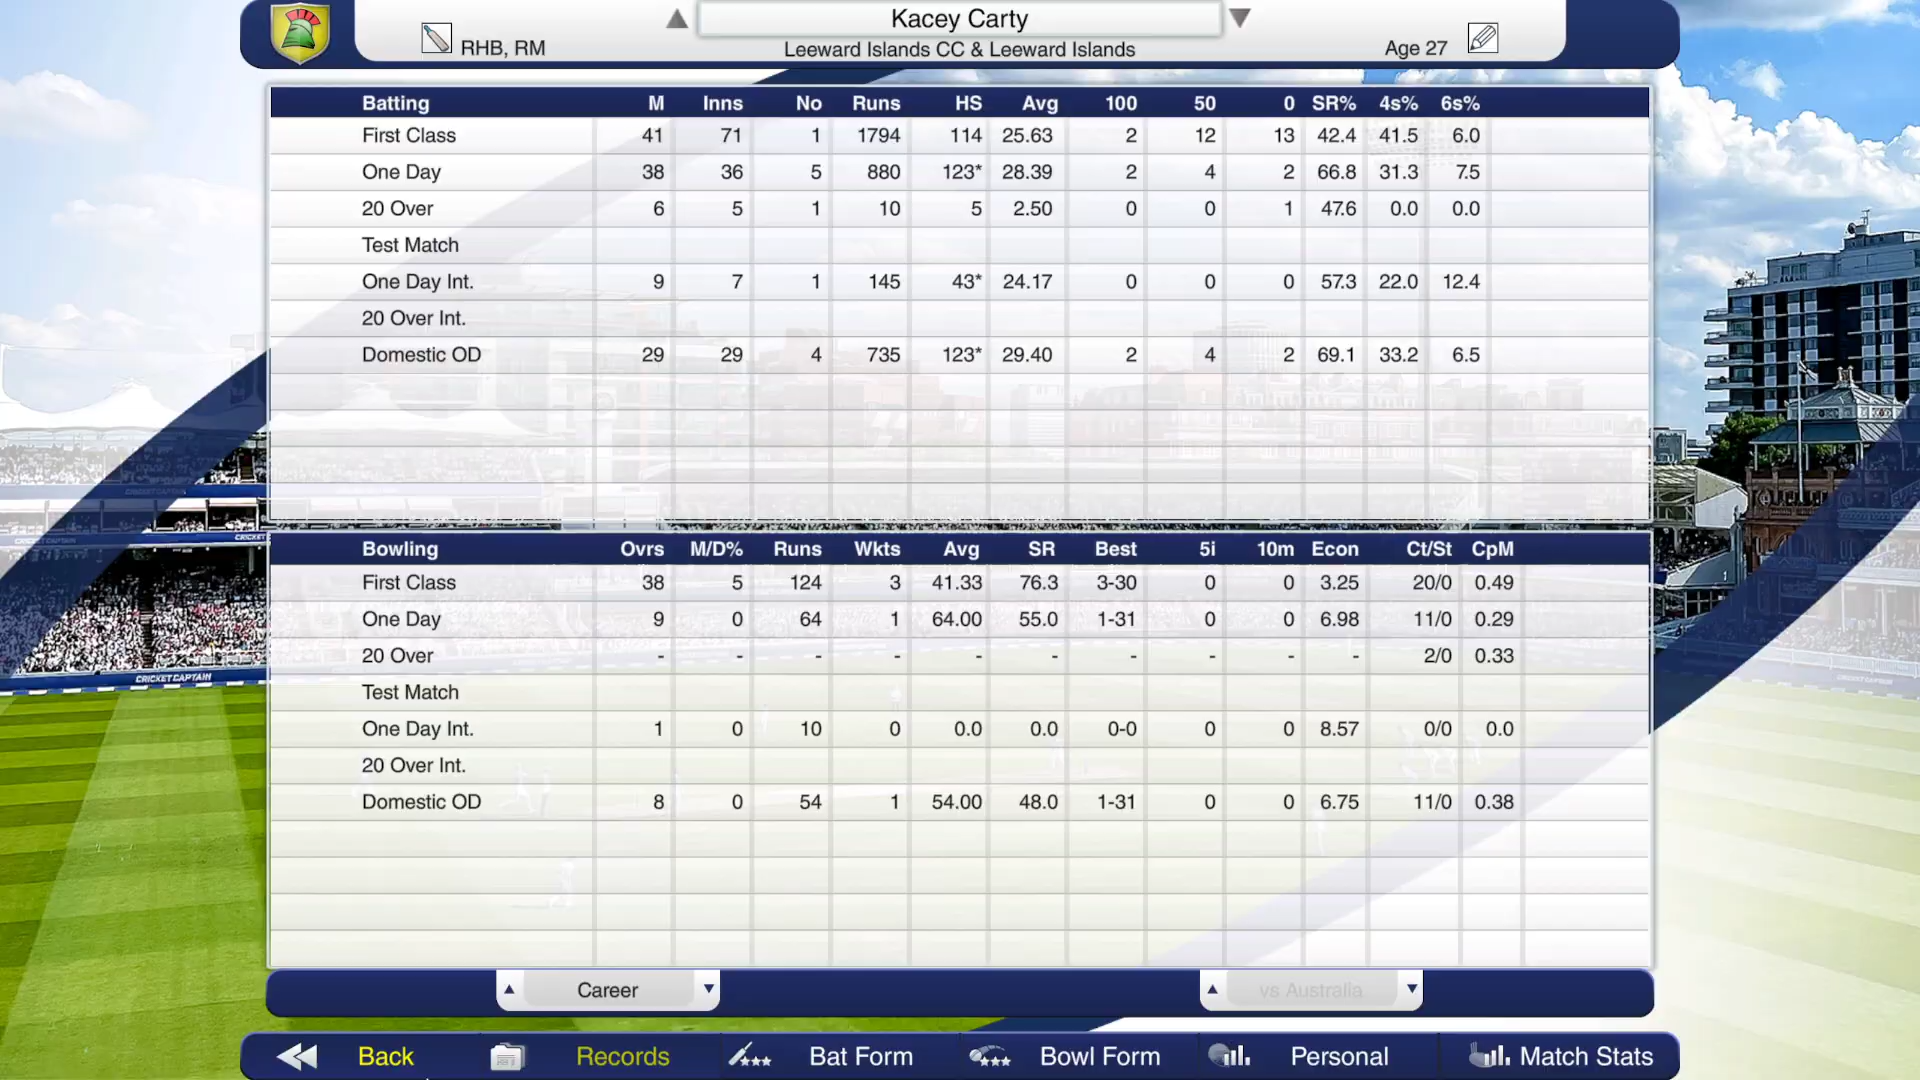 Kacey Carty
RHB, RM
Leeward Islands CC & Leeward Islands
Age 27
Batting M Inns No Runs HS Avg 100 50 0 SR% 4s% 6s%
First Class 41 71 1 1794 114 25.63 2 12 13 42.4 41.5 6.0
One Day 38 36 5 880 123* 28.39 2 4 2 66.8 31.3 7.5
20 Over 6 5 1 10 5 2.50 0 0 1 47.6 0.0 0.0
Test Match
One Day Int. 9 7 1 145 43* 24.17 0 0 0 57.3 22.0 12.4
20 Over Int.
Domestic OD 29 29 4 735 123* 29.40 2 4 2 69.1 33.2 6.5
Bowling Ovrs M/D% Runs Wkts Avg SR Best 5i 10m Econ Ct/St CpM
First Class 38 5 124 3 41.33 76.3 3-30 0 0 3.25 20/0 0.49
One Day 9 0 64 1 64.00 55.0 1-31 0 0 6.98 11/0 0.29
20 Over - - - - - - - - - - 2/0 0.33
Test Match
One Day Int. 1 0 10 0 0.0 0.0 0-0 0 0 8.57 0/0 0.0
20 Over Int.
Domestic OD 8 0 54 1 54.00 48.0 1-31 0 0 6.75 11/0 0.38
CRICKET CAPTAIN
Career
vs Australia
Back Records Bat Form Bowl Form Personal Match Stats